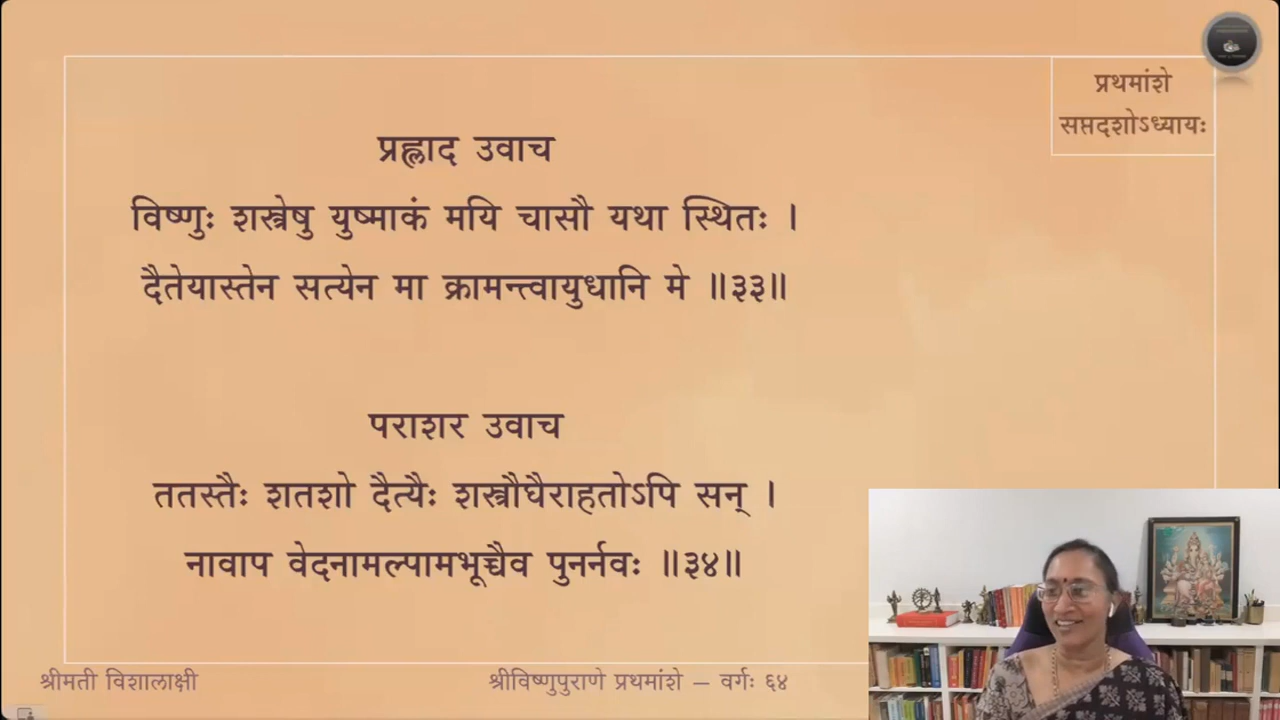 प्रथमांशे
सप्तदशोऽध्यायः
प्रह्लाद उवाच
विष्णुः शस्त्रेषु युष्माकं मयि चासौ यथा स्थितः ।
दैतेयास्तेन सत्येन मा क्रामन्त्वायुधानि मे ॥३३॥
पराशर उवाच
ततस्तैः शतशो दैत्यैः शस्त्रौघैराहतोऽपि सन् ।
नावाप वेदनामल्पामभूच्चैव पुनर्नवः ॥३४॥
श्रीमती विशालाक्षी
श्रीविष्णुपुराणे प्रथमांशे – वर्गः ६४